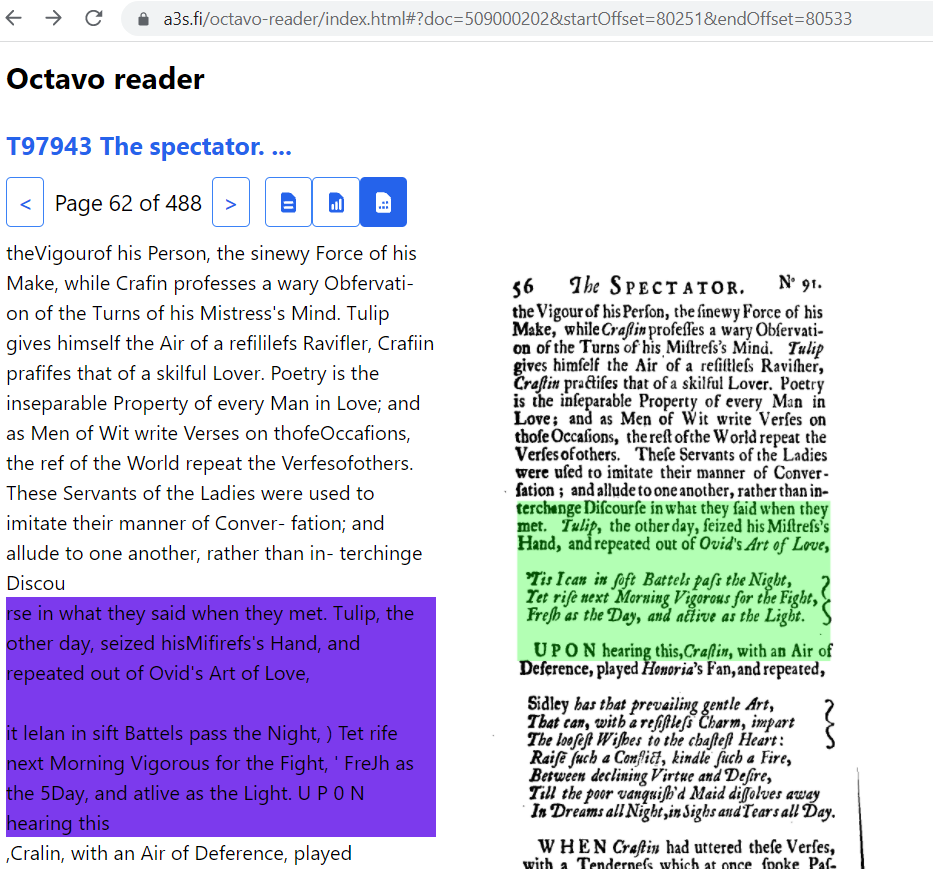 a3s.fi/octavo-reader/index.html#?doc=509000202&startOffset=80251&endOffset=80533
Octavo reader
T97943 The spectator. ...
< Page 62 of 488 >
theVigourof his Person, the sinewy Force of his
Make, while Crafin professes a wary Obfervati-
on of the Turns of his Mistress's Mind. Tulip
gives himself the Air of a refililefs Ravifler, Crafiin
prafifes that of a skilful Lover. Poetry is the
inseparable Property of every Man in Love; and
as Men of Wit write Verses on thofeOccafions,
the ref of the World repeat the Verfesofothers.
These Servants of the Ladies were used to
imitate their manner of Conver- fation; and
allude to one another, rather than in- terchinge
Discou
rse in what they said when they met. Tulip, the
other day, seized hisMifirefs's Hand, and
repeated out of Ovid's Art of Love,
it lelan in sift Battels pass the Night, ) Tet rife
next Morning Vigorous for the Fight, ' FreJh as
the 5Day, and atlive as the Light. U P 0 N
hearing this
,Cralin, with an Air of Deference, played
56 The SPECTATOR. Nº 91.
the Vigour of his Perſon, the ſinewy Force of his
Make, while Craſtin profeſſes a wary Obſervati-
on of the Turns of his Miſtreſs's Mind. Tulip
gives himſelf the Air of a reſiſtleſs Raviſher,
Craſtin practiſes that of a skilful Lover. Poetry
is the inſeparable Property of every Man in
Love; and as Men of Wit write Verſes on
thoſe Occaſions, the reſt of the World repeat the
Verſes of others. Theſe Servants of the Ladies
were uſed to imitate their manner of Conver-
ſation; and allude to one another, rather than in-
terchange Diſcourſe in what they ſaid when they
met. Tulip, the other day, ſeized his Miſtreſs's
Hand, and repeated out of Ovid's Art of Love,
'Tis I can in ſoft Battels paſs the Night,
Yet riſe next Morning Vigorous for the Fight,
Freſh as the Day, and active as the Light.
UPON hearing this, Craſtin, with an Air of
Deference, played Honoria's Fan, and repeated,
Sidley has that prevailing gentle Art,
That can, with a reſiſtleſs Charm, impart
The looſeſt Wiſhes to the chaſteſt Heart:
Raiſe ſuch a Conflict, kindle ſuch a Fire,
Between declining Virtue and Deſire,
Till the poor vanquiſh'd Maid diſſolves away
In Dreams all Night, in Sighs and Tears all Day.
WHEN Craſtin had uttered theſe Verſes,
with a Tenderneſs which at once ſpoke Paſ-